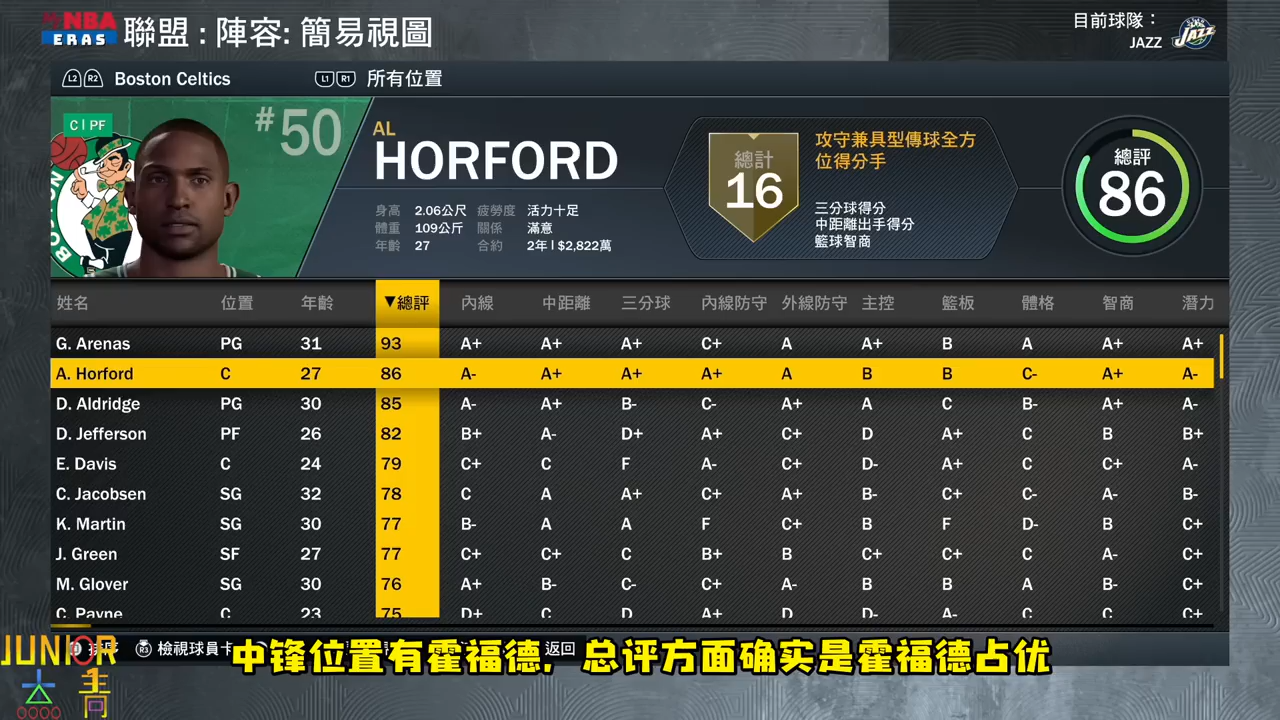 NBA
ERAS
聯盟 : 陣容: 簡易視圖
目前球隊：
JAZZ
JAZZ
L2 R2 Boston Celtics L1 R1 所有位置
C | PF
#50
AL
HORFORD
身高 2.06公尺 疲勞度 活力十足
體重 109公斤 關係 滿意
年齡 27 合約 2年 | $2,822萬
總計
16
攻守兼具型傳球全方
位得分手
三分球得分
中距離出手得分
籃球智商
總評
86
姓名 位置 年齡 ▼總評 內線 中距離 三分球 內線防守 外線防守 主控 籃板 體格 智商 潛力
G. Arenas PG 31 93 A+ A+ A+ C+ A A+ B A A+ A+
A. Horford C 27 86 A- A+ A+ A+ A B B C- A+ A-
D. Aldridge PG 30 85 A- A+ B- C- A+ A C B- A+ A-
D. Jefferson PF 26 82 B+ A- D+ A+ C+ D A+ C B B+
E. Davis C 24 79 C+ C F A- C+ D- A+ C C+ A-
C. Jacobsen SG 32 78 C A A+ C+ A+ B- C+ C- A- B-
K. Martin SG 30 77 B- A A F C+ B F D- B C+
J. Green SF 27 77 C+ C+ C B+ B C+ C+ C A- C+
M. Glover SG 30 76 A+ B- C- C+ A- B B A B- C+
C. Payne C 23 75 D+ C D A+ D D- A- C C C+
R3 檢視球員卡 返回
中锋位置有霍福德，总评方面确实是霍福德占优
JUNIOR